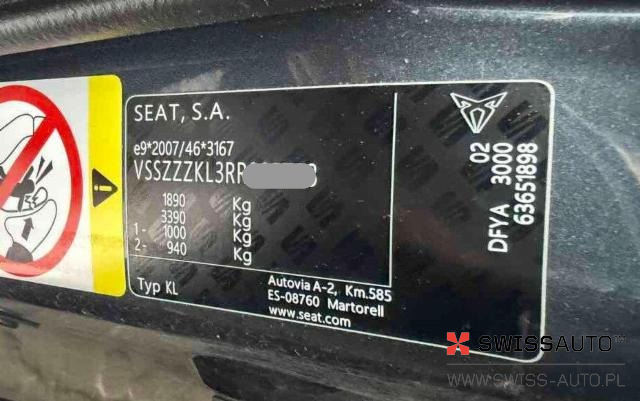 SEAT, S.A.
e9*2007/46*3167
VSSZZZKL3RR
1890 Kg
3390 Kg
1- 1000 Kg
2- 940 Kg
Typ KL
Autovia A-2, Km.585
ES-08760 Martorell
www.seat.com
02
DFYA 3000
63651898
SWISSAUTO
WWW.SWISS-AUTO.PL